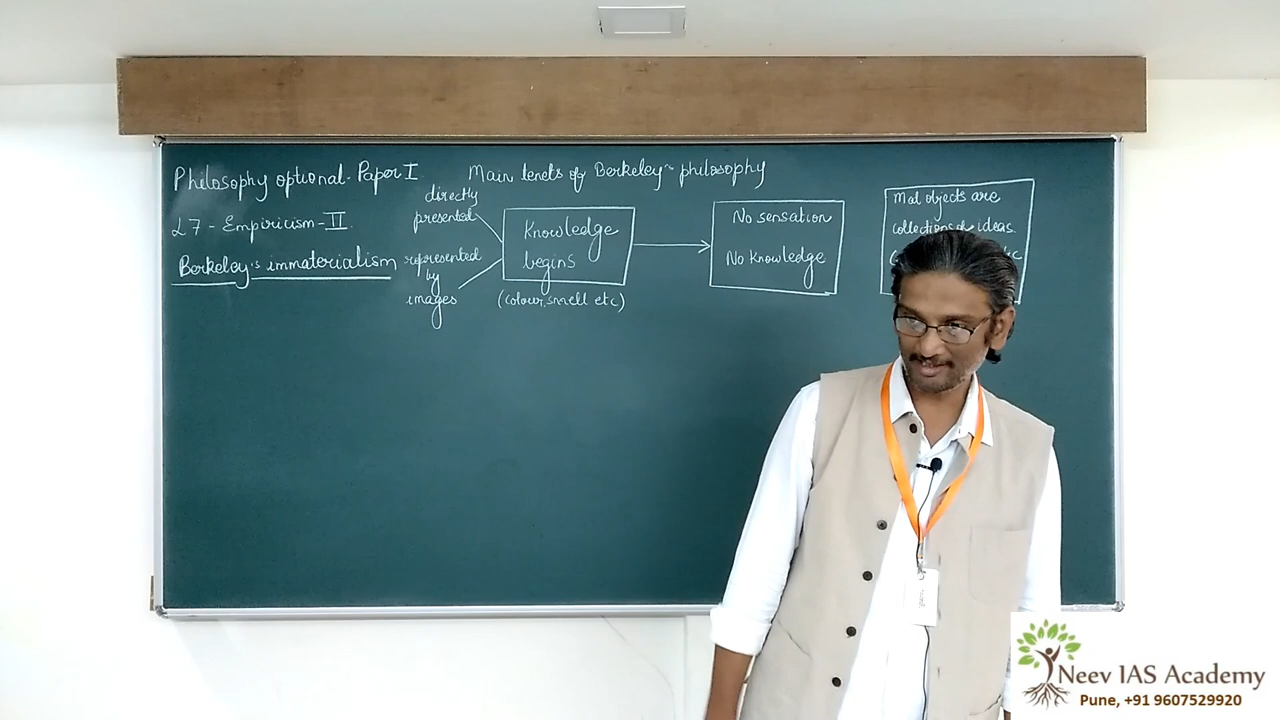 Philosophy optional - Paper I
L7 - Empiricism - II
Berkeley's immaterialism
Main tenets of Berkeley's philosophy
directly
presented
represented
by
images
Knowledge
begins
(colour, smell etc)
No sensation
No knowledge
Mat objects are
collections of ideas.
Neev IAS Academy
Pune, +91 9607529920